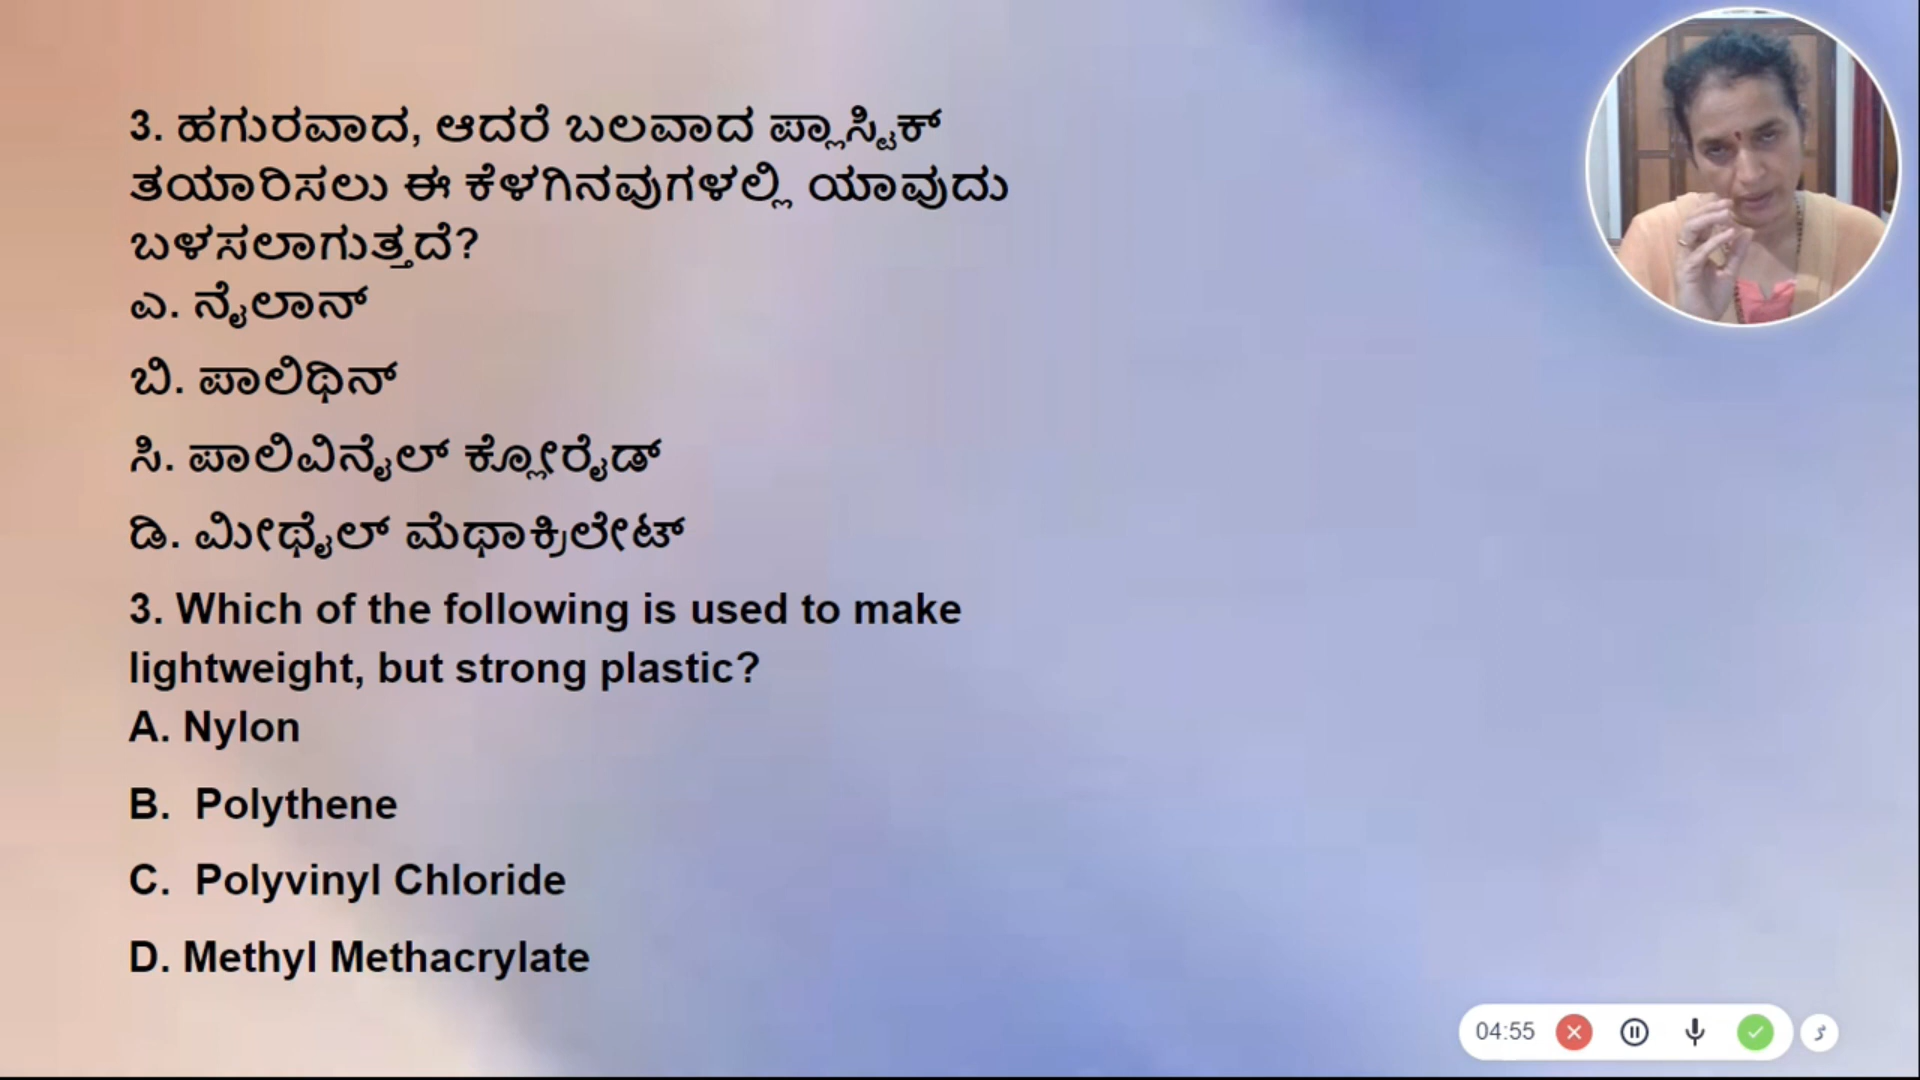 3. ಹಗುರವಾದ, ಆದರೆ ಬಲವಾದ ಪ್ಲಾಸ್ಟಿಕ್
ತಯಾರಿಸಲು ಈ ಕೆಳಗಿನವುಗಳಲ್ಲಿ ಯಾವುದು
ಬಳಸಲಾಗುತ್ತದೆ?
ಎ. ನೈಲಾನ್
ಬಿ. ಪಾಲಿಥಿನ್
ಸಿ. ಪಾಲಿವಿನೈಲ್ ಕ್ಲೋರೈಡ್
ಡಿ. ಮೀಥೈಲ್ ಮೆಥಾಕ್ರಿಲೇಟ್
3. Which of the following is used to make
lightweight, but strong plastic?
A. Nylon
B. Polythene
C. Polyvinyl Chloride
D. Methyl Methacrylate
04:55